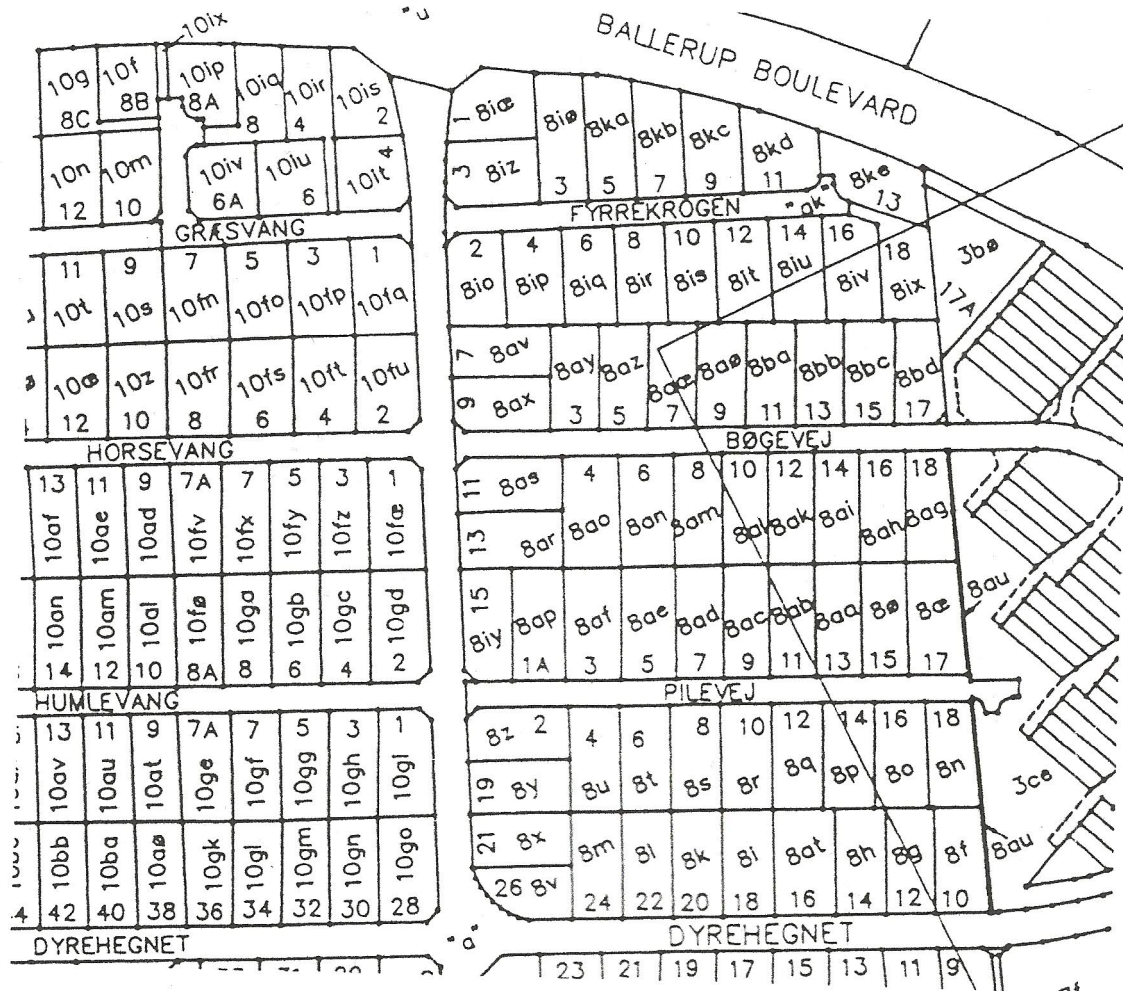 "u
10ix
BALLERUP BOULEVARD
10g 10f 10ip 10iq 10ir 10is
8C 8B 8A 8 4 2
1 8iæ 8iø 8ka 8kb 8kc 8kd 8ke
3 8iz 3 5 7 9 11 13
10n 10m 10iv 10iu 10it 4
12 10 6A 6
GRÆSVANG
FYRREKROGEN "øk"
11 9 7 5 3 1
10t 10s 10fn 10fo 10fp 10fq
2 4 6 8 10 12 14 16 18
8io 8ip 8iq 8ir 8is 8it 8iu 8iv 8ix
3bø
17A
10æ 10z 10fr 10fs 10ft 10fu
12 10 8 6 4 2
7 8av 8ay 8az 8aæ 8aø 8ba 8bb 8bc 8bd
9 8ax 3 5 7 9 11 13 15 17
HORSEVANG
BØGEVEJ
13 11 9 7A 7 5 3 1
10af 10ae 10ad 10fv 10fx 10fy 10fz 10fæ
11 8as 4 6 8 10 12 14 16 18
13 8ar 8ao 8an 8am 8al 8ak 8ai 8ah 8ag
8au
10an 10am 10al 10fø 10ga 10gb 10gc 10gd
14 12 10 8A 8 6 4 2
15 8iy 8ap 8af 8ae 8ad 8ac 8ab 8aa 8ø 8æ
1A 3 5 7 9 11 13 15 17
HUMLEVANG
PILEVEJ
13 11 9 7A 7 5 3 1
10av 10au 10at 10ge 10gf 10gg 10gh 10gi
8z 2 4 6 8 10 12 14 16 18
19 8y 8u 8t 8s 8r 8q 8p 8o 8n
3ce
10bb 10ba 10aø 10gk 10gl 10gm 10gn 10go
42 40 38 36 34 32 30 28
21 8x 8m 8l 8k 8i 8at 8h 8g 8f
8au
26 8v 24 22 20 18 16 14 12 10
DYREHEGNET
"a"
DYREHEGNET
23 21 19 17 15 13 11 9